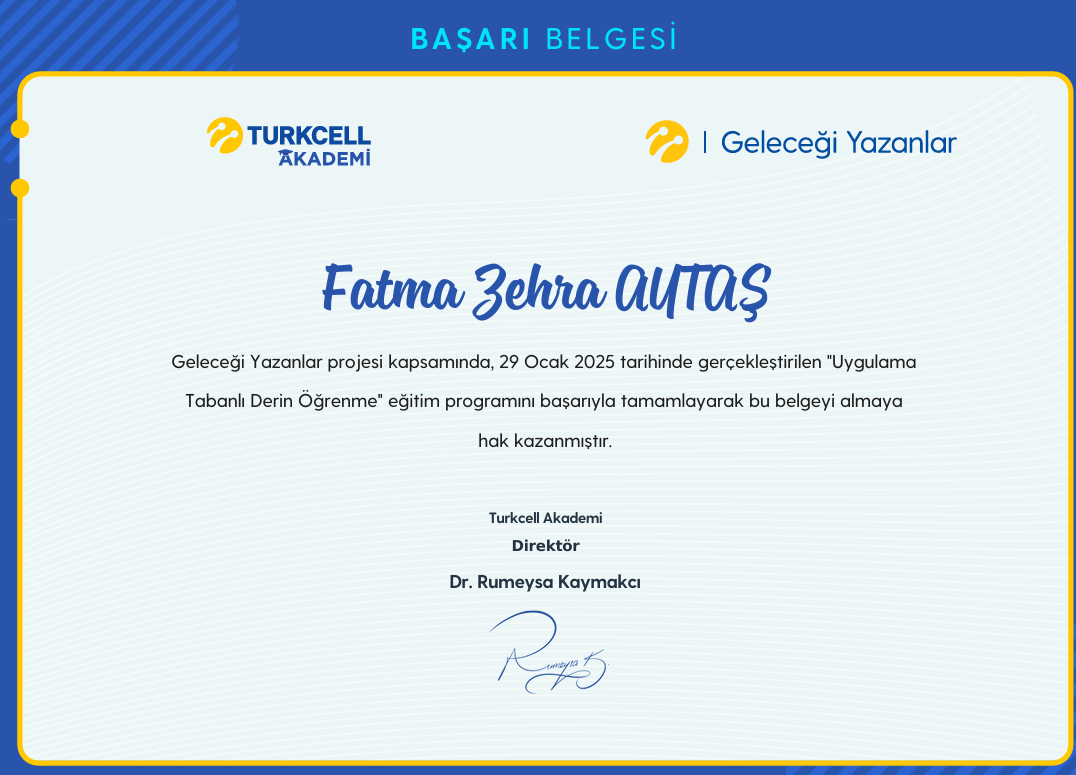 BAŞARI BELGESİ
TURKCELL
AKADEMİ
Geleceği Yazanlar
Fatma Zehra AYTAŞ
Geleceği Yazanlar projesi kapsamında, 29 Ocak 2025 tarihinde gerçekleştirilen "Uygulama
Tabanlı Derin Öğrenme" eğitim programını başarıyla tamamlayarak bu belgeyi almaya
hak kazanmıştır.
Turkcell Akademi
Direktör
Dr. Rumeysa Kaymakcı
Rumeysa K.